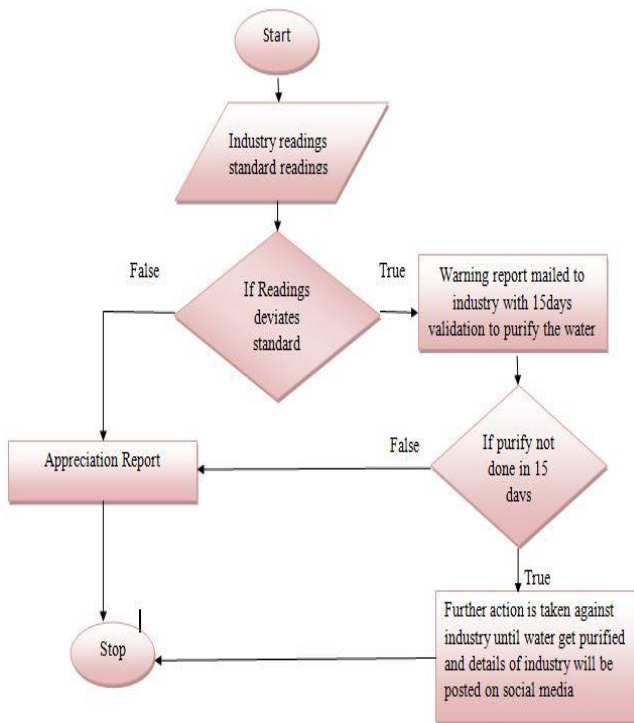 Start
Industry readings
standard readings
False
True
If Readings
deviates
standard
Warning report mailed to
industry with 15days
validation to purify the water
Appreciation Report
False
If purify not
done in 15
days
True
Further action is taken against
industry until water get purified
and details of industry will be
posted on social media
Stop